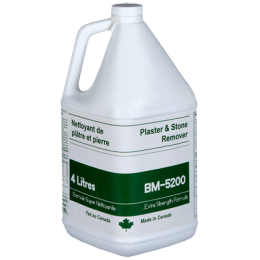 Nettoyant de
plâtre et pierre
4 Litres
Formule Super Nettoyante
Fait au Canada
Plaster & Stone
Remover
BM-5200
Extra Strength Formula
Made in Canada